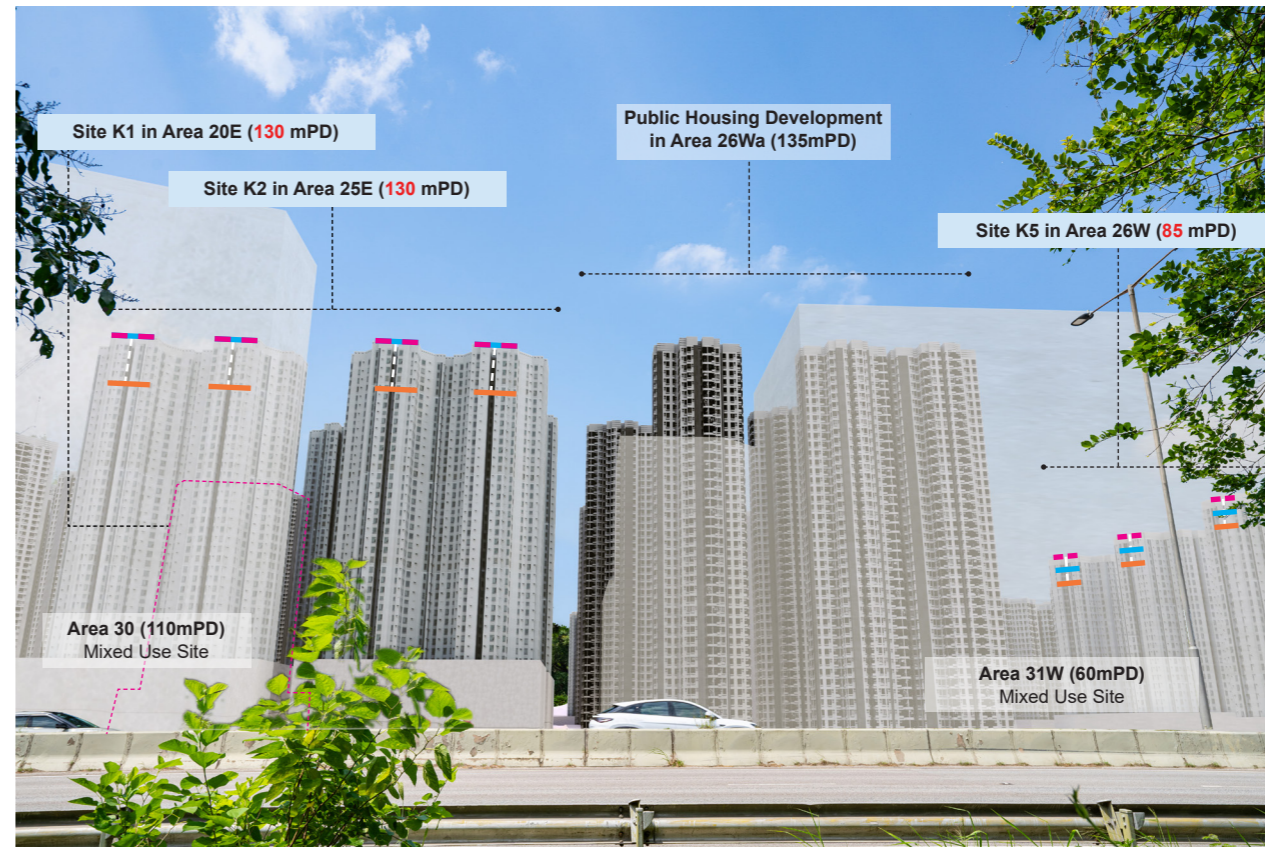 Site K1 in Area 20E (130 mPD)
Site K2 in Area 25E (130 mPD)
Public Housing Development
in Area 26Wa (135mPD)
Site K5 in Area 26W (85 mPD)
Area 30 (110mPD)
Mixed Use Site
Area 31W (60mPD)
Mixed Use Site